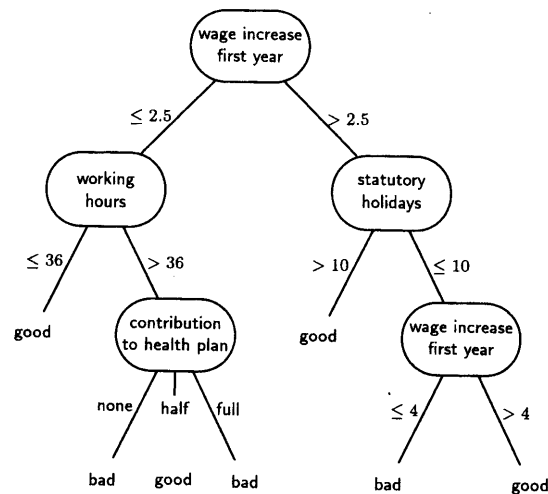 wage increase
first year
≤ 2.5
> 2.5
working
hours
statutory
holidays
≤ 36
> 36
> 10
≤ 10
good
contribution
to health plan
good
wage increase
first year
none
half
full
≤ 4
> 4
bad
good
bad
bad
good